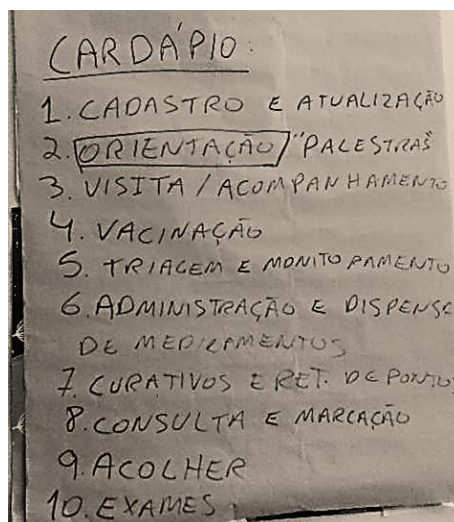 CARDÁPIO:
1. CADASTRO E ATUALIZAÇÃO
2. ORIENTAÇÃO / "PALESTRAS"
3. VISITA / ACOMPANHAMENTO
4. VACINAÇÃO
5. TRIAGEM E MONITORAMENTO
6. ADMINISTRAÇÃO E DISPENSA
DE MEDICAMENTOS
7. CURATIVOS E RET. DE PONTOS
8. CONSULTA E MARCAÇÃO
9. ACOLHER
10. EXAMES